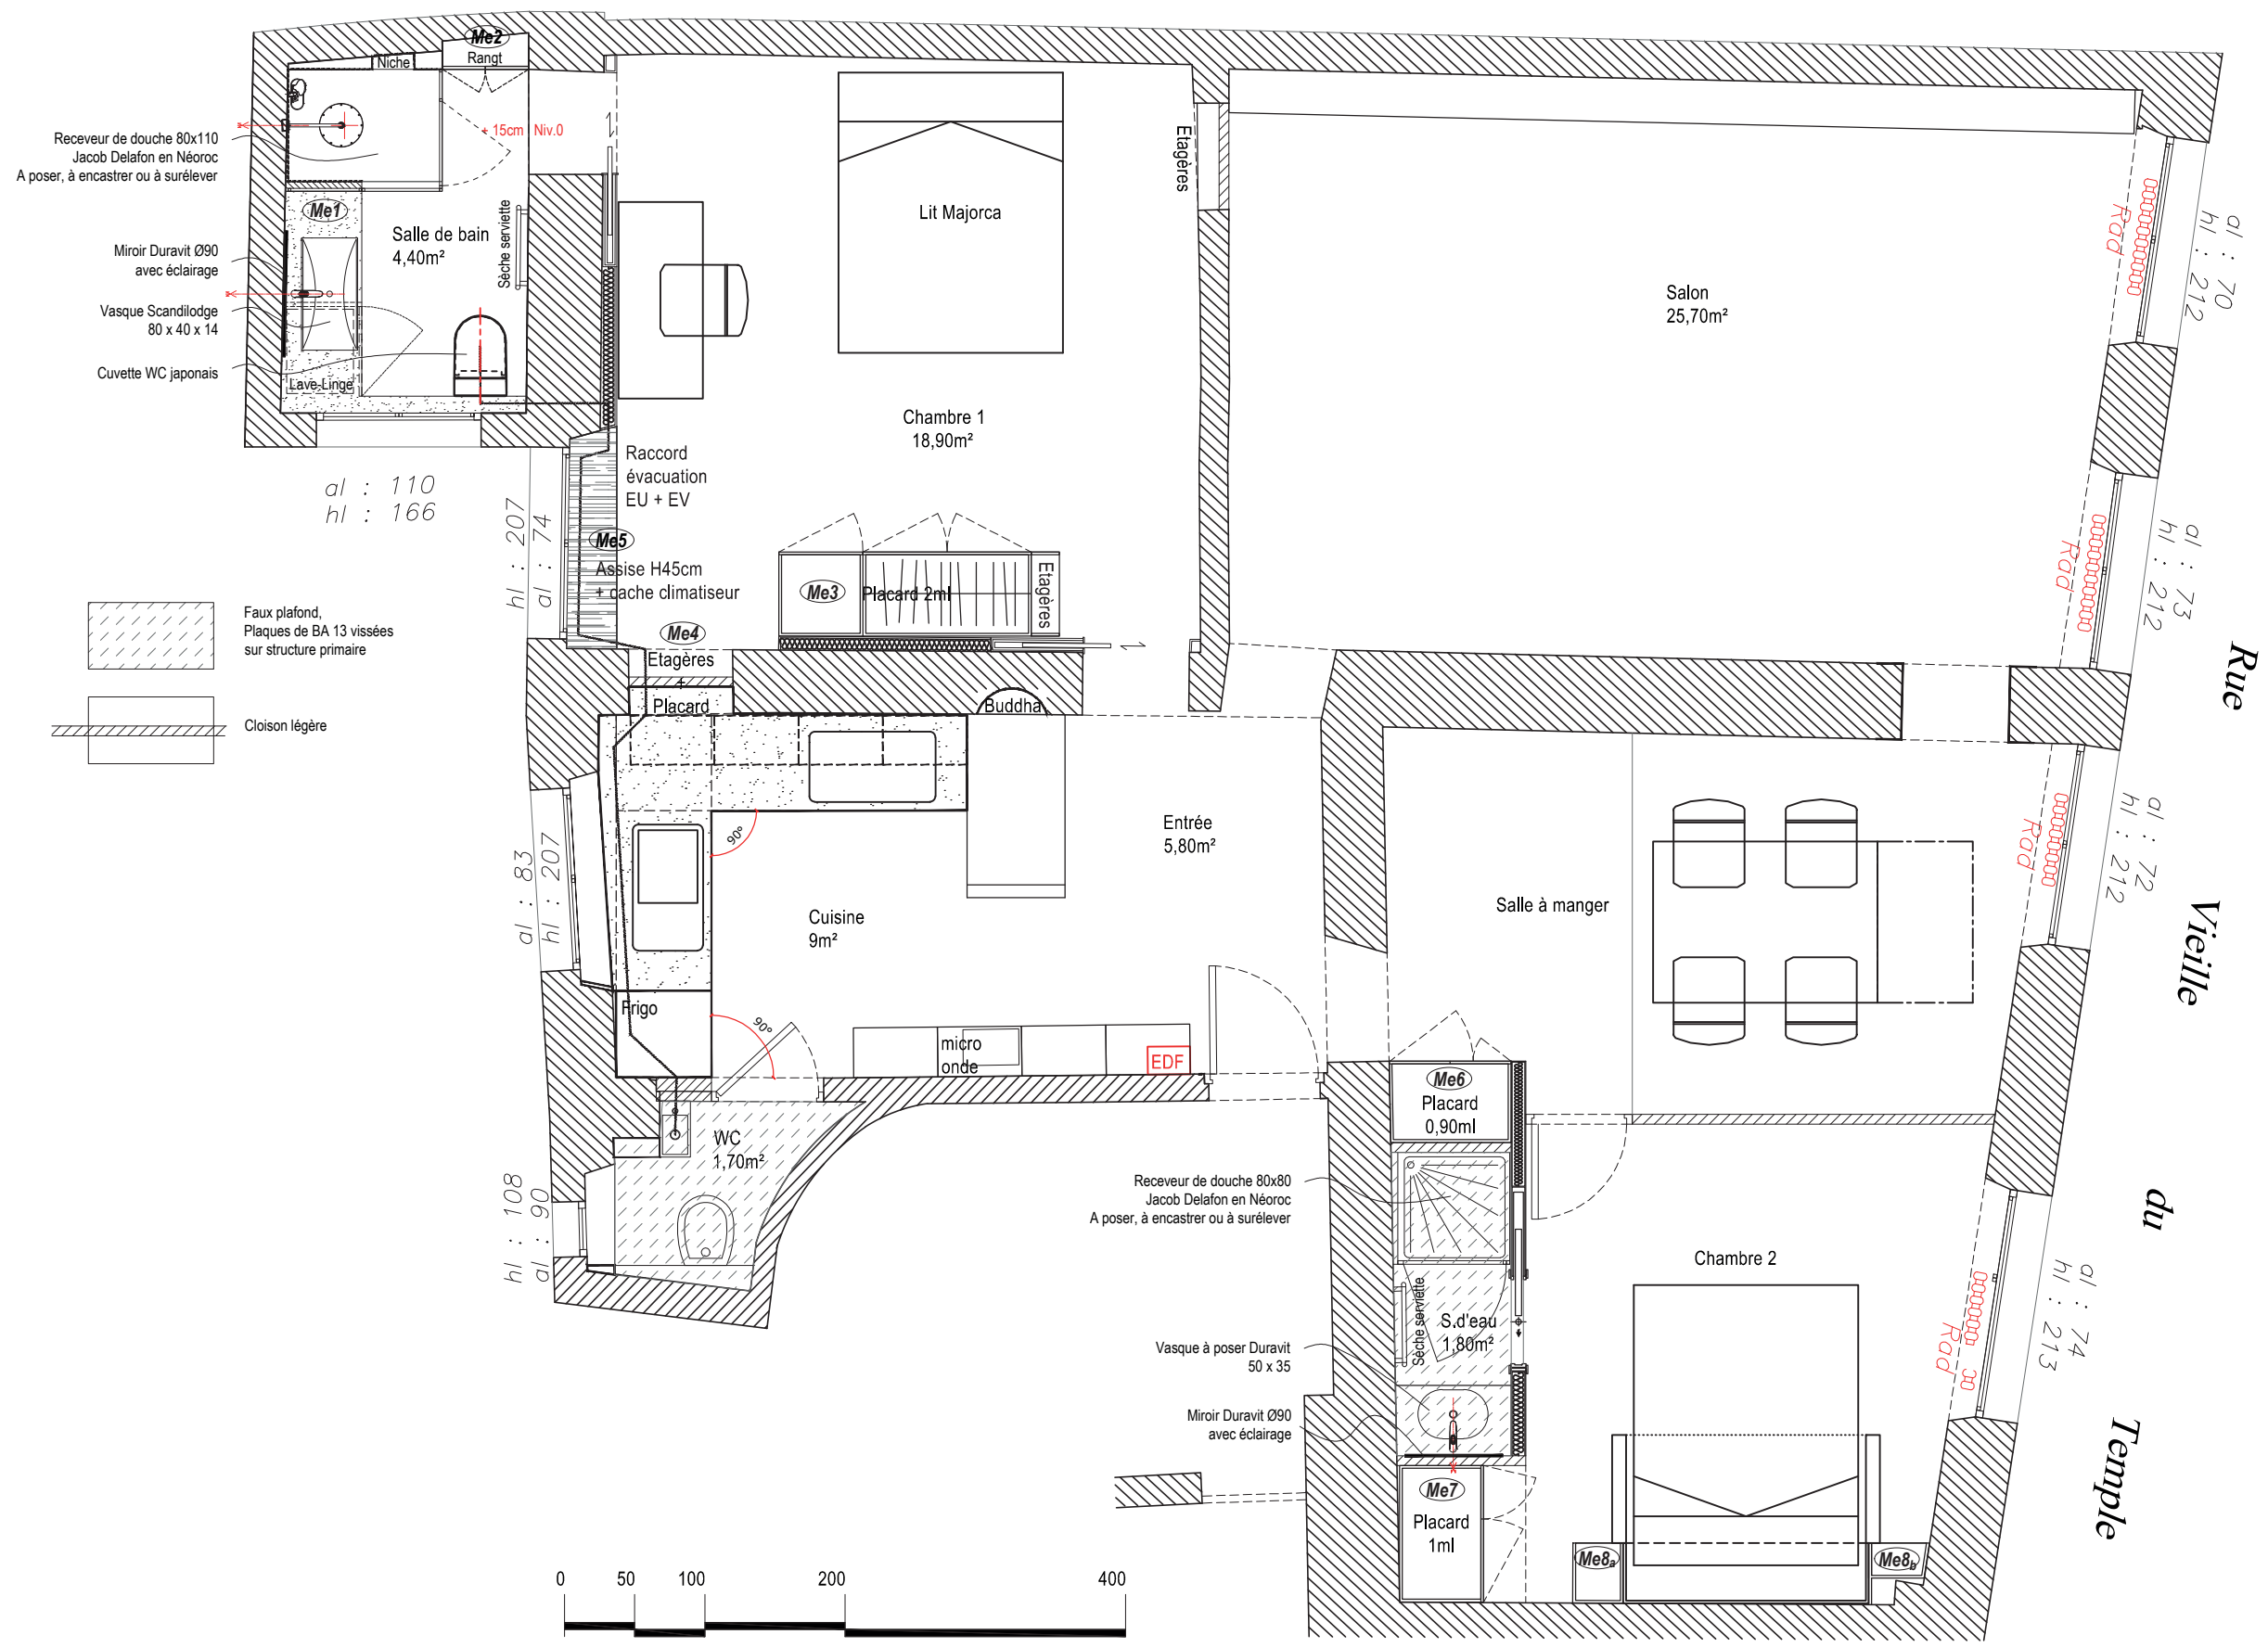 Me2
Rangt
Niche
+ 15cm
Niv.0
Receveur de douche 80x110
Jacob Delafon en Néoroc
A poser, à encastrer ou à surélever
Me1
Salle de bain
4,40m²
Sèche serviette
Miroir Duravit Ø90
avec éclairage
Vasque Scandilodge
80 x 40 x 14
Cuvette WC japonais
Lave-Linge
al : 110
hl : 166
Lit Majorca
Etagères
Chambre 1
18,90m²
Salon
25,70m²
Rad
al : 70
hl : 212
Raccord
évacuation
EU + EV
hl : 207
al : 74
Me5
Assise H45cm
+ cache climatiseur
Me3
Placard 2ml
Etagères
Rad
al : 73
hl : 212
Faux plafond,
Plaques de BA 13 vissées
sur structure primaire
Cloison légère
Me4
Etagères
Placard
Buddha
90°
al : 83
hl : 207
Entrée
5,80m²
Cuisine
9m²
Salle à manger
Rad
al : 72
hl : 212
Frigo
90°
micro
onde
EDF
Me6
Placard
0,90ml
WC
1,70m²
hl : 108
al : 90
Receveur de douche 80x80
Jacob Delafon en Néoroc
A poser, à encastrer ou à surélever
Chambre 2
Sèche serviette
S.d'eau
1,80m²
Rad
al : 74
hl : 213
Vasque à poser Duravit
50 x 35
Miroir Duravit Ø90
avec éclairage
Me7
Placard
1ml
Me8a
Me8b
Rue
Vieille
du
Temple
0 50 100 200 400